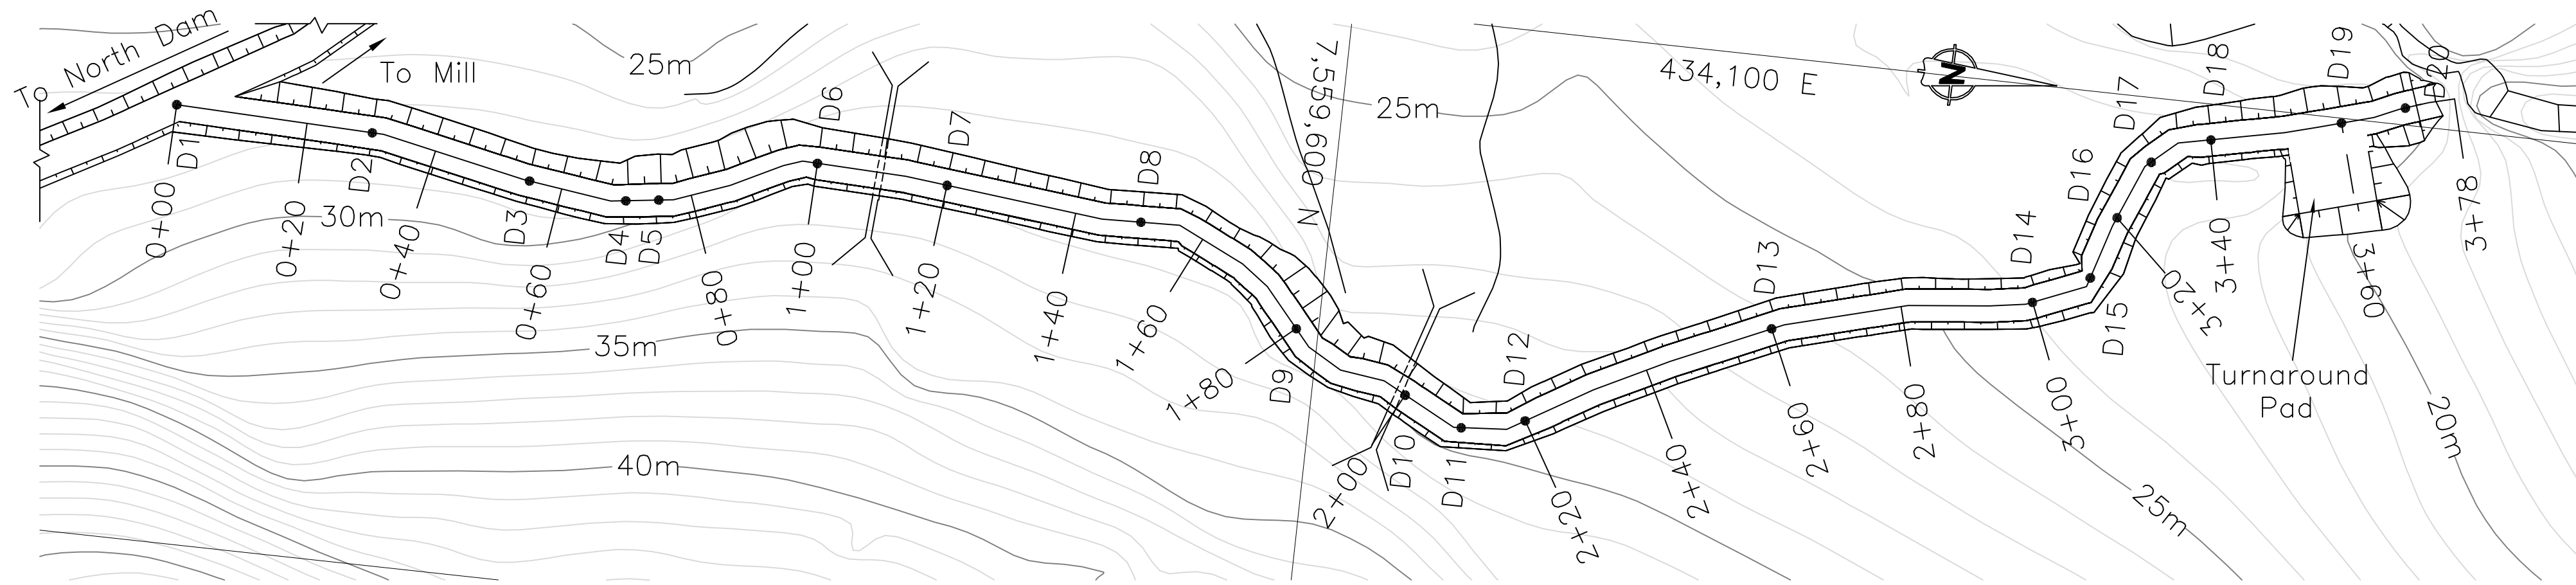 To North Dam
To Mill
25m
D1
D2
D3
D4
D5
D6
D7
D8
D9
D10
D11
D12
D13
D14
D15
D16
D17
D18
D19
D20
0+00
0+20
0+40
0+60
0+80
1+00
1+20
1+40
1+60
1+80
2+00
2+20
2+40
2+60
2+80
3+00
3+20
3+40
3+60
3+78
30m
35m
40m
7,559,600 N
25m
434,100 E
N
Turnaround
Pad
25m
20m